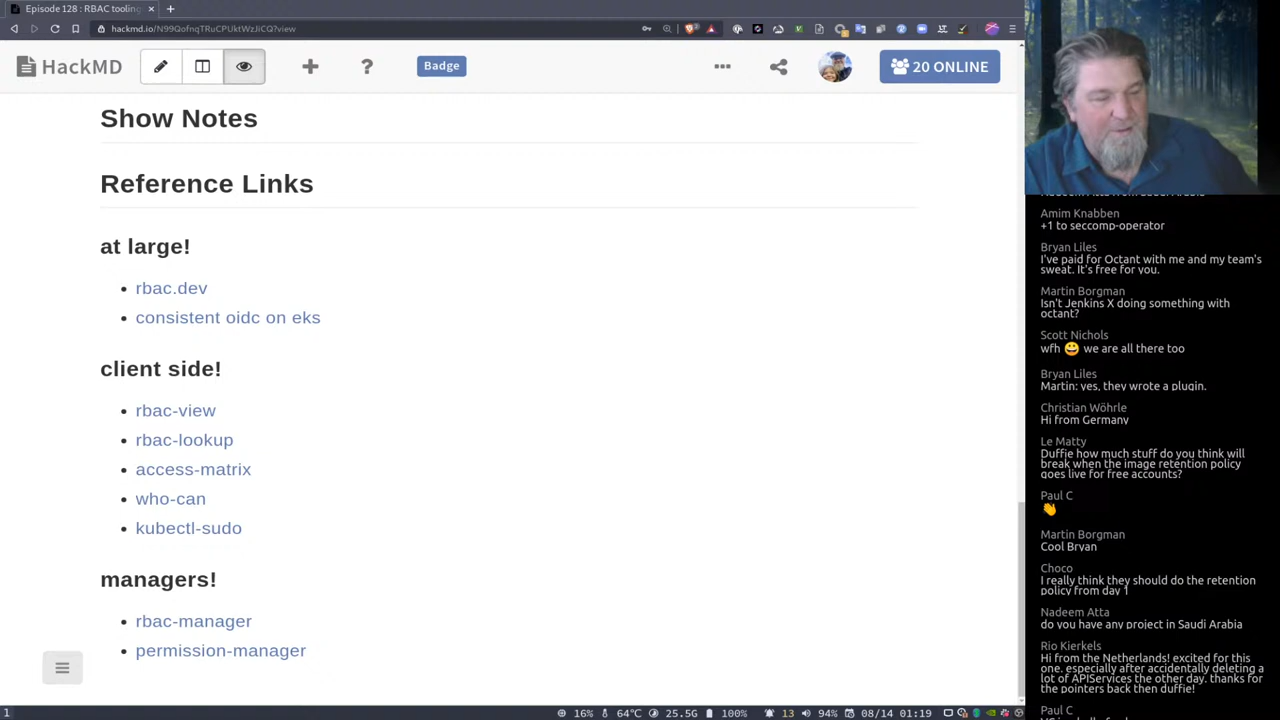 Episode 128 : RBAC tooling
hackmd.io/N99QofnqTRuCPUktWzJiCQ?view
HackMD
Badge
20 ONLINE
Show Notes
Reference Links
at large!
rbac.dev
consistent oidc on eks
client side!
rbac-view
rbac-lookup
access-matrix
who-can
kubectl-sudo
managers!
rbac-manager
permission-manager
Amim Knabben
+1 to seccomp-operator
Bryan Liles
I've paid for Octant with me and my team's
sweat. It's free for you.
Martin Borgman
Isn't Jenkins X doing something with
octant?
Scott Nichols
wfh 😀 we are all there too
Bryan Liles
Martin: yes, they wrote a plugin.
Christian Wöhrle
Hi from Germany
Le Matty
Duffie how much stuff do you think will
break when the image retention policy
goes live for free accounts?
Paul C
👏
Martin Borgman
Cool Bryan
Choco
I really think they should do the retention
policy from day 1
Nadeem Atta
do you have any project in Saudi Arabia
Rio Kierkels
Hi from the Netherlands! excited for this
one. especially after accidentally deleting a
lot of APIServices the other day. thanks for
the pointers back then duffie!
Paul C
1
16% 64°C 25.5G 100% 13 94% 08/14 01:19